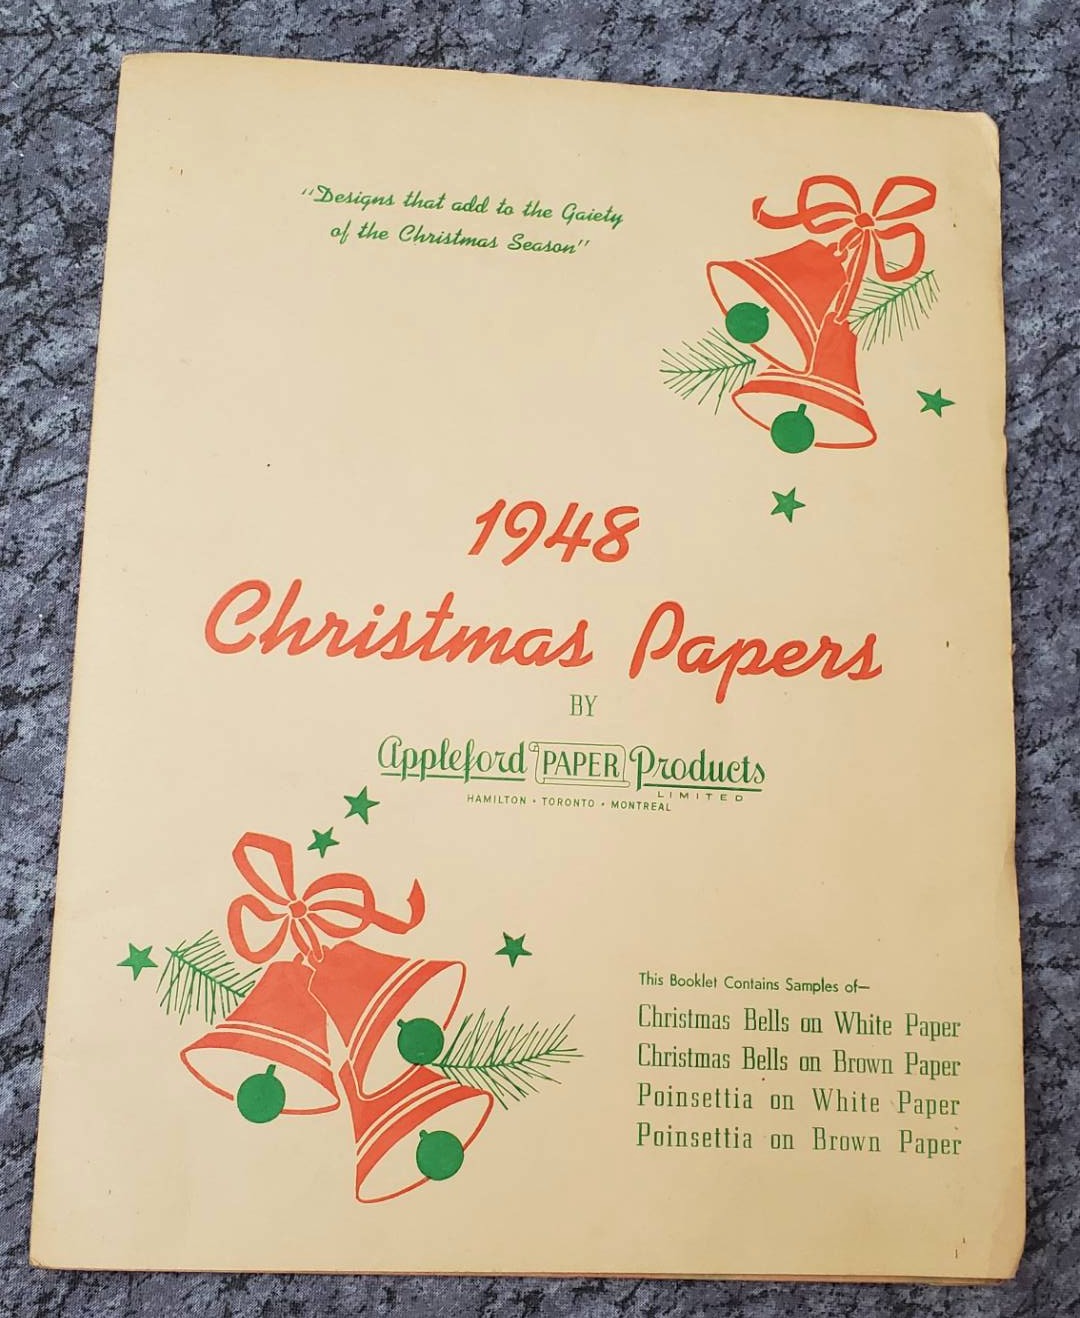 "Designs that add to the Gaiety
of the Christmas Season"
1948
Christmas Papers
BY
Appleford PAPER Products
LIMITED
HAMILTON • TORONTO • MONTREAL
This Booklet Contains Samples of—
Christmas Bells on White Paper
Christmas Bells on Brown Paper
Poinsettia on White Paper
Poinsettia on Brown Paper